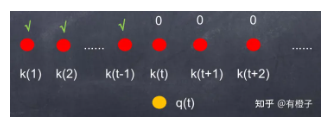 √ √ √ 0 0 0
...... ......
k(1) k(2) k(t-1) k(t) k(t+1) k(t+2)
q(t)
知乎 @有橙子